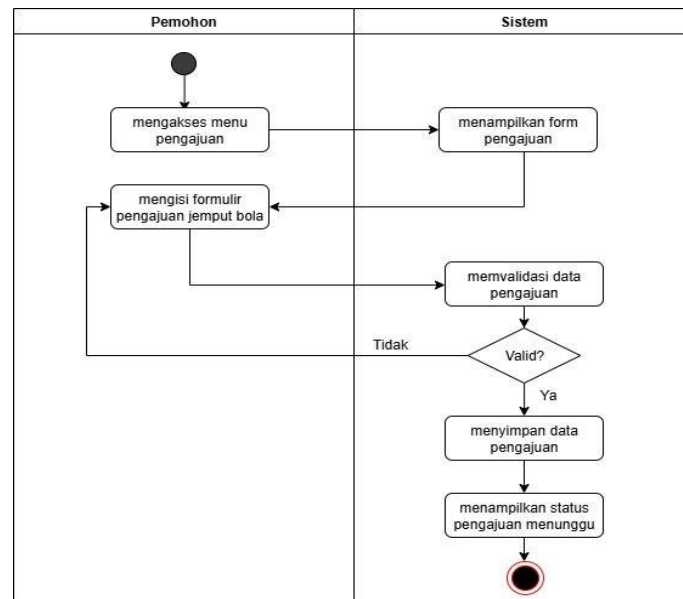 Pemohon
Sistem
mengakses menu
pengajuan
menampilkan form
pengajuan
mengisi formulir
pengajuan jemput bola
memvalidasi data
pengajuan
Tidak
Valid?
Ya
menyimpan data
pengajuan
menampilkan status
pengajuan menunggu